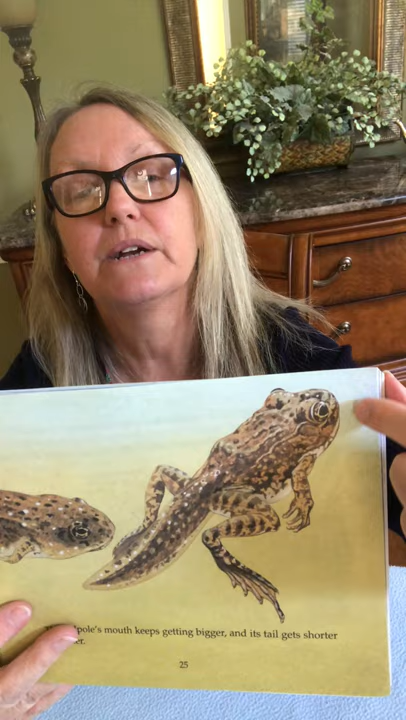 pole's mouth keeps getting bigger, and its tail gets shorter
25